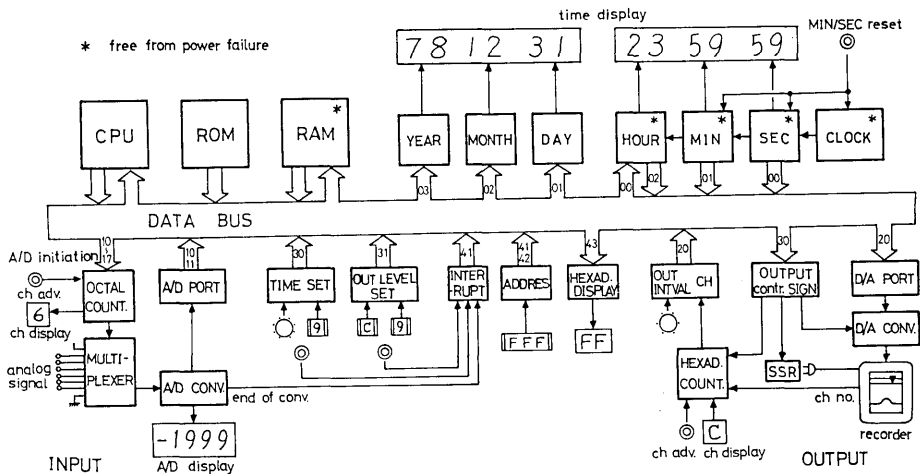 time display
MIN/SEC reset
* free from power failure
78 12 31
23 59 59
CPU
ROM
RAM *
YEAR
MONTH
DAY
HOUR *
MIN *
SEC *
CLOCK *
03
02
01
00
02
01
00
DATA BUS
10
17
10
11
30
31
41
41
42
43
20
30
20
A/D initiation
ch adv.
6
ch display
OCTAL
COUNT.
A/D PORT
TIME SET
9
OUT LEVEL
SET
C
9
INTER
-RUPT
ADDRES
FFF
HEXAD.
DISPLAY
FF
OUT
INTVAL CH
OUTPUT
contr. SIGN
D/A PORT
D/A CONV.
analog
signal
MULTI-
PLEXER
A/D CONV.
end of conv.
-1999
A/D display
HEXAD.
COUNT.
SSR
ch no.
ch adv.
C
ch display
recorder
INPUT
OUTPUT